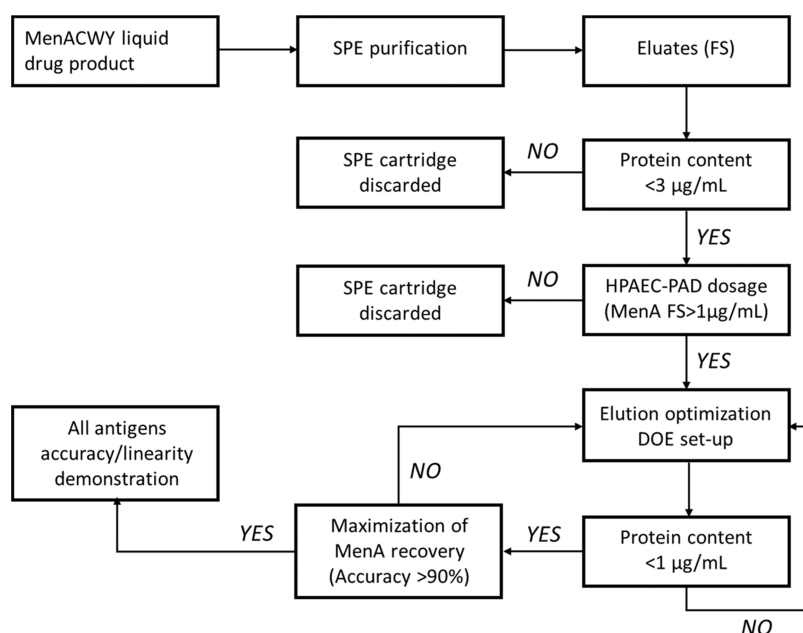 MenACWY liquid
drug product
SPE purification
Eluates (FS)
SPE cartridge
discarded
NO
Protein content
<3 µg/mL
YES
SPE cartridge
discarded
NO
HPAEC-PAD dosage
(MenA FS>1µg/mL)
YES
All antigens
accuracy/linearity
demonstration
NO
Elution optimization
DOE set-up
YES
Maximization of
MenA recovery
(Accuracy >90%)
YES
Protein content
<1 µg/mL
NO